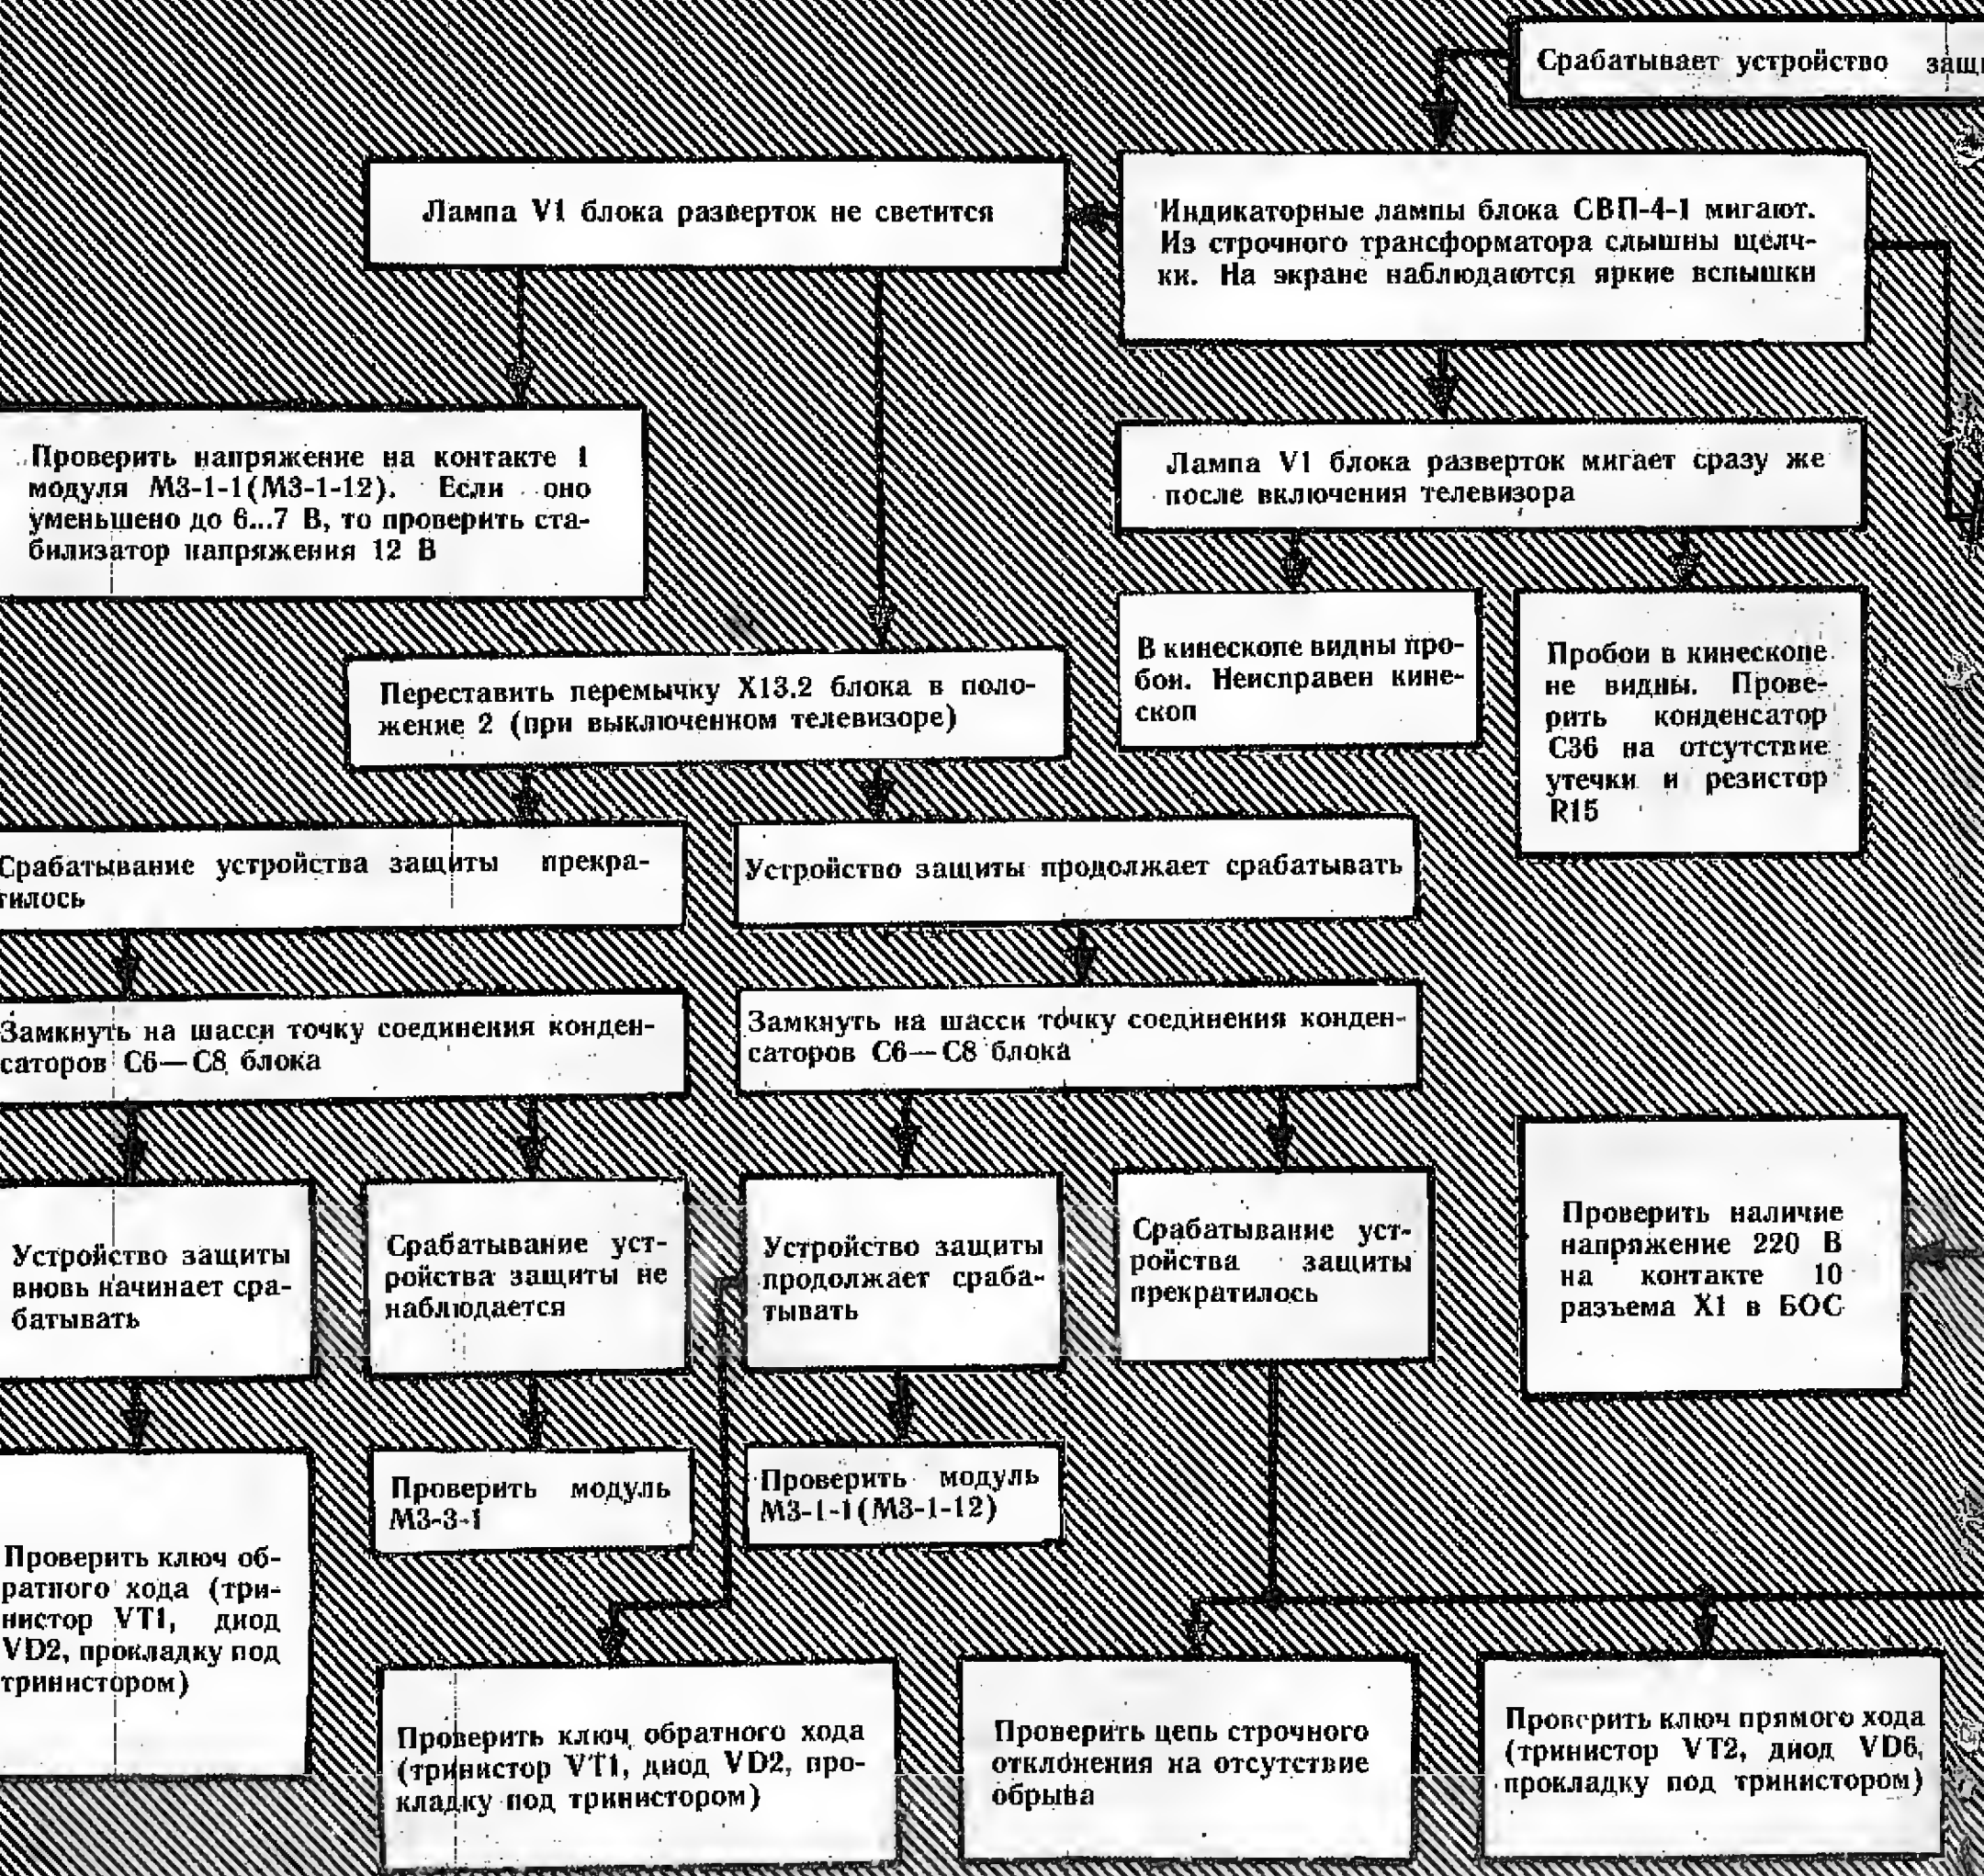 Срабатывает устройство
Лампа V1 блока разверток не светится
Индикаторные лампы блока СВП-4-1 мигают.
Из строчного трансформатора слышны щелч-
ки. На экране наблюдаются яркие вспышки
Проверить напряжение на контакте 1
модуля М3-1-1(М3-1-12). Если оно
уменьшено до 6...7 В, то проверить ста-
билизатор напряжения 12 В
Лампа V1 блока разверток мигает сразу же
после включения телевизора
В кинескопе видны про-
бои. Неисправен кине-
скоп
Пробои в кинескопе
не видны. Прове-
рить конденсатор
С36 на отсутствие
утечки и резистор
R15
Переставить перемычку Х13.2 блока в поло-
жение 2 (при выключенном телевизоре)
Срабатывание устройства защиты прекра-
тилось
Устройство защиты продолжает срабатывать
Замкнуть на шасси точку соединения конден-
саторов С6—С8 блока
Замкнуть на шасси точку соединения конден-
саторов С6—С8 блока
Устройство защиты
вновь начинает сра-
батывать
Срабатывание уст-
ройства защиты не
наблюдается
Устройство защиты
продолжает сраба-
тывать
Срабатывание уст-
ройства защиты
прекратилось
Проверить наличие
напряжение 220 В
на контакте 10
разъема Х1 в БОС
Проверить ключ об-
ратного хода (три-
нистор VT1, диод
VD2, прокладку под
тринистором)
Проверить модуль
М3-3-1
Проверить модуль
М3-1-1(М3-1-12)
Проверить ключ обратного хода
(тринистор VT1, диод VD2, про-
кладку под тринистором)
Проверить цепь строчного
отклонения на отсутствие
обрыва
Проверить ключ прямого хода
(тринистор VT2, диод VD6,
прокладку под тринистором)